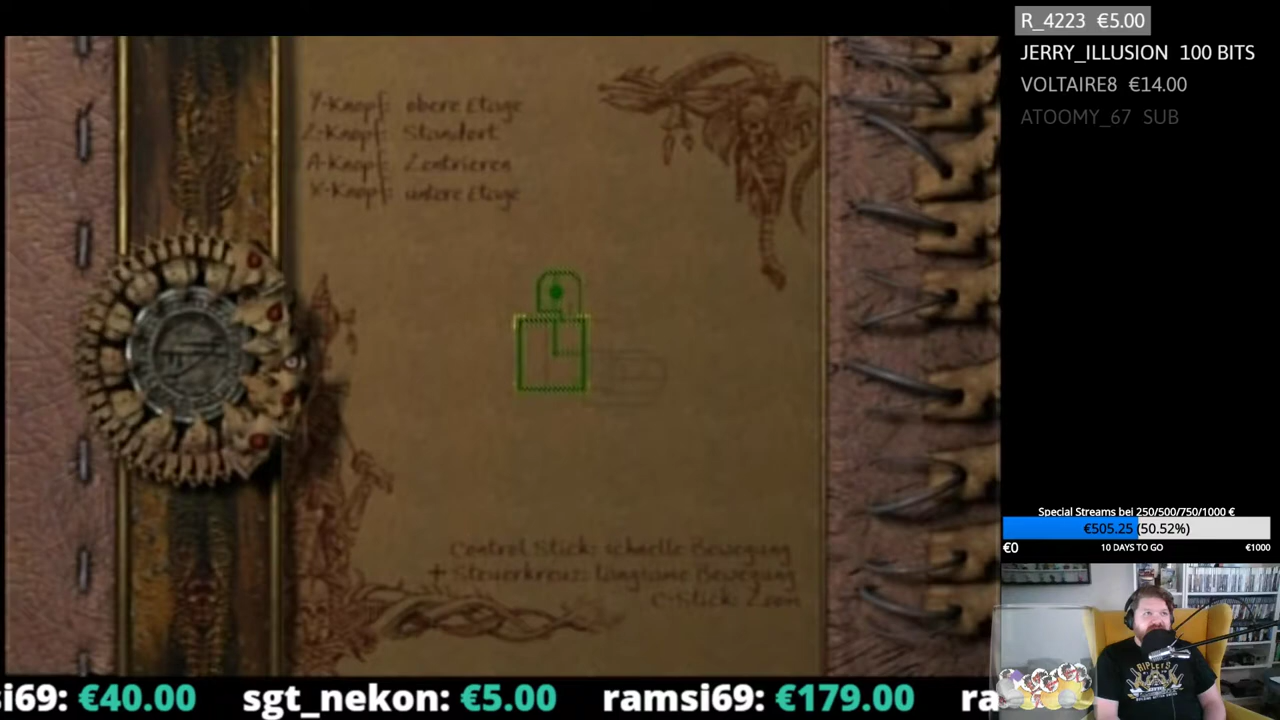 R_4223 €5.00
JERRY_ILLUSION 100 BITS
VOLTAIRE8 €14.00
ATOOMY_67 SUB
Y-Knopf: obere Etage
Z-Knopf: Standort
A-Knopf: Zentrieren
X-Knopf: untere Etage
Control Stick: schnelle Bewegung
+ Steuerkreuz: langsame Bewegung
C-Stick: Zoom
Special Streams bei 250/500/750/1000 €
€505.25 (50.52%)
€0 10 DAYS TO GO €1000
si69: €40.00 sgt_nekon: €5.00 ramsi69: €179.00 ra